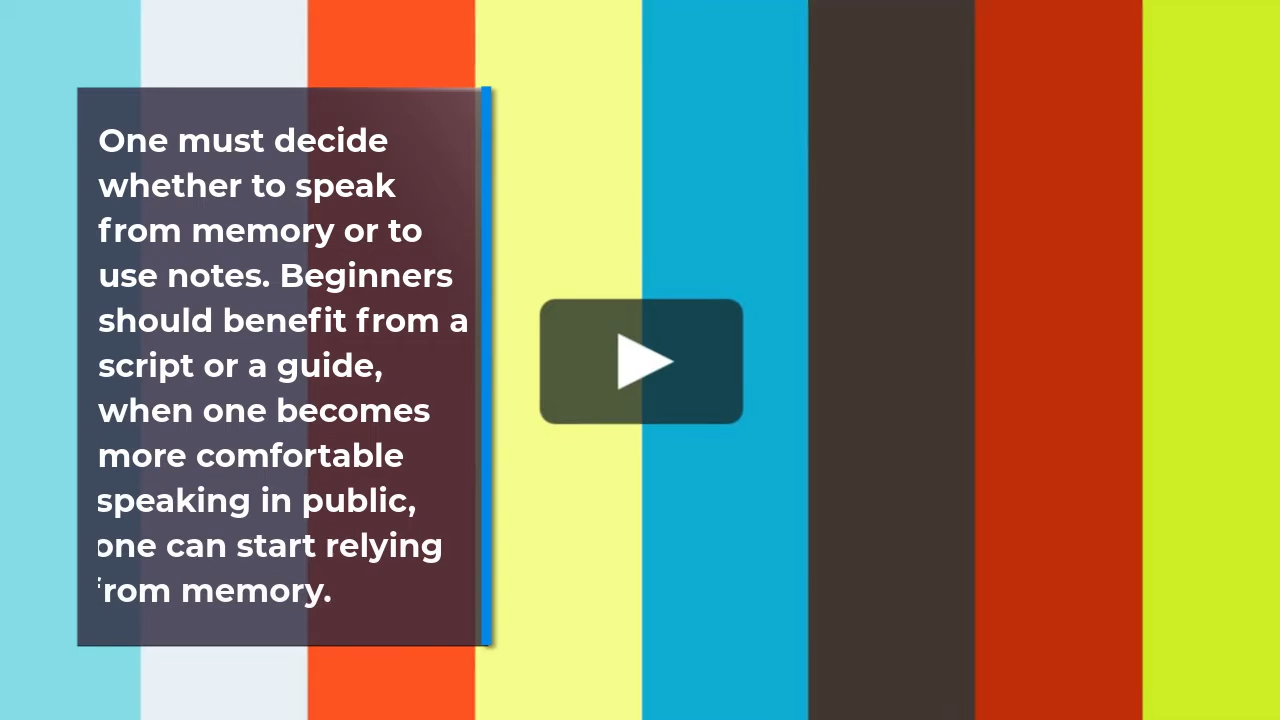 One must decide
whether to speak
from memory or to
use notes. Beginners
should benefit from a
script or a guide,
when one becomes
more comfortable
speaking in public,
one can start relying
from memory.